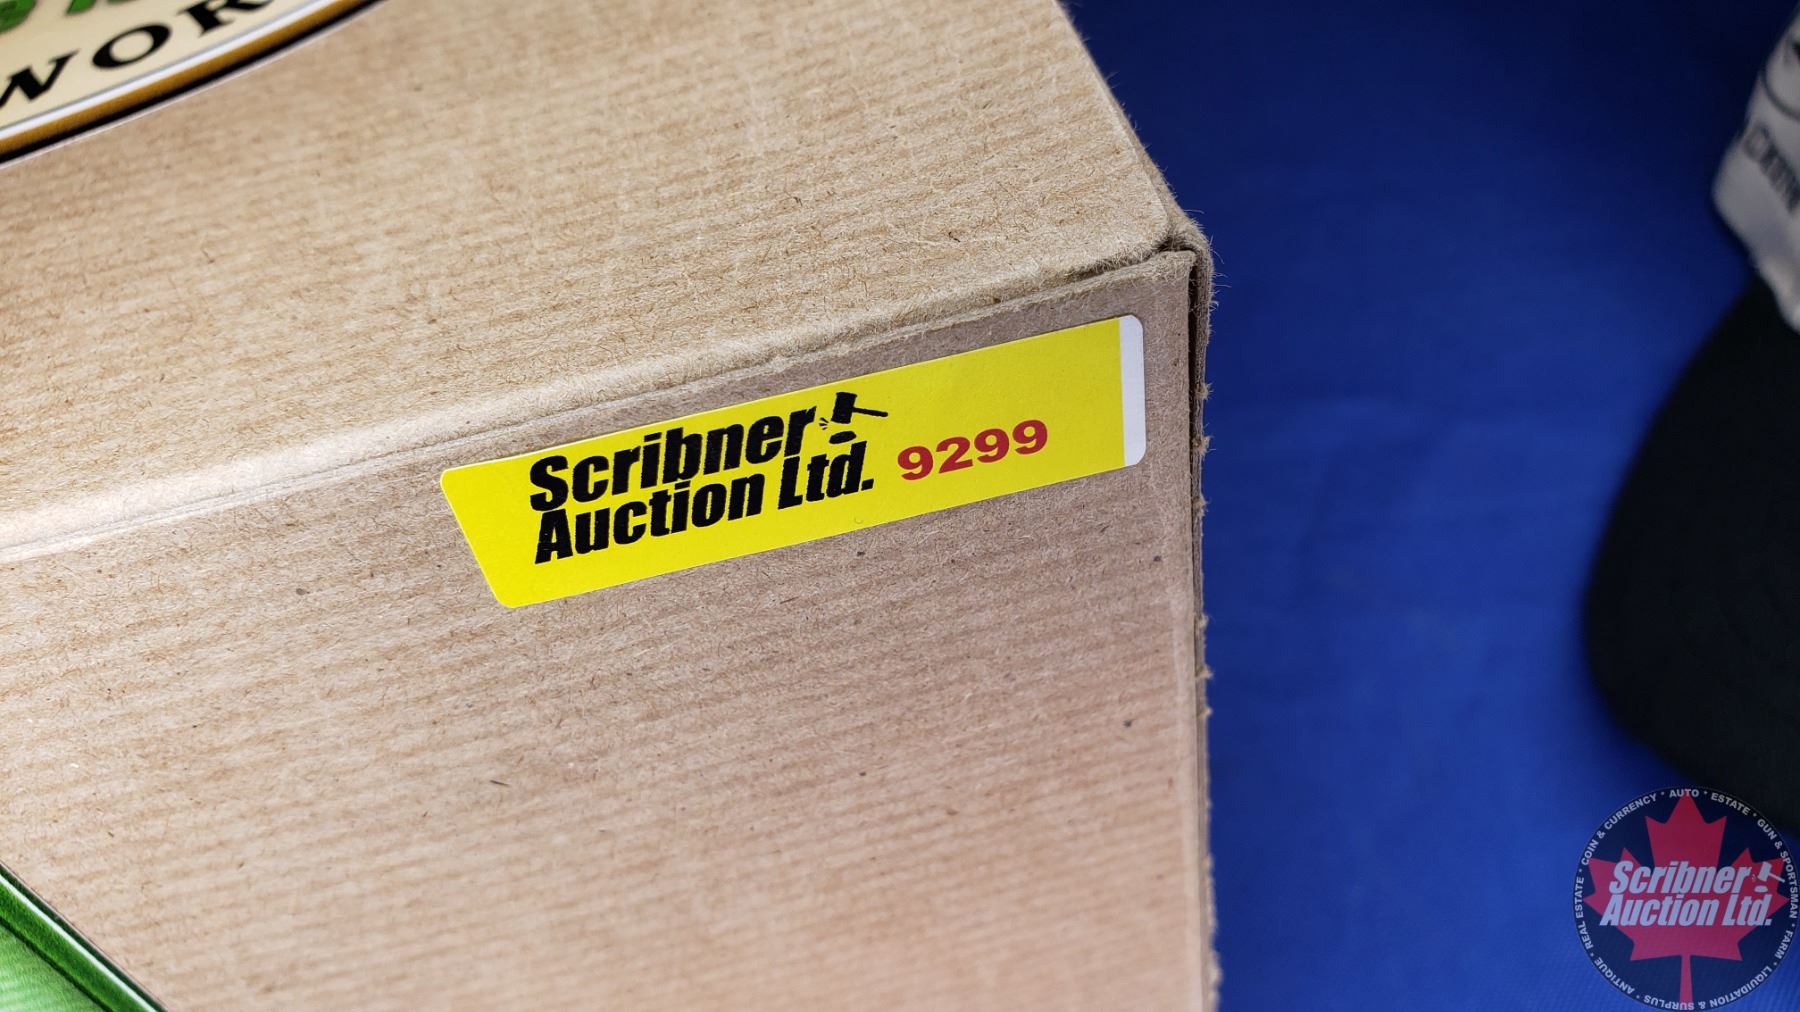 WOR
Scribner
Auction Ltd.
9299
COIN & CURRENCY * AUTO * ESTATE * GUN & SPORTSMAN * FARM * LIQUIDATION & SURPLUS * ANTIQUE * REAL ESTATE *
Scribner
Auction Ltd.